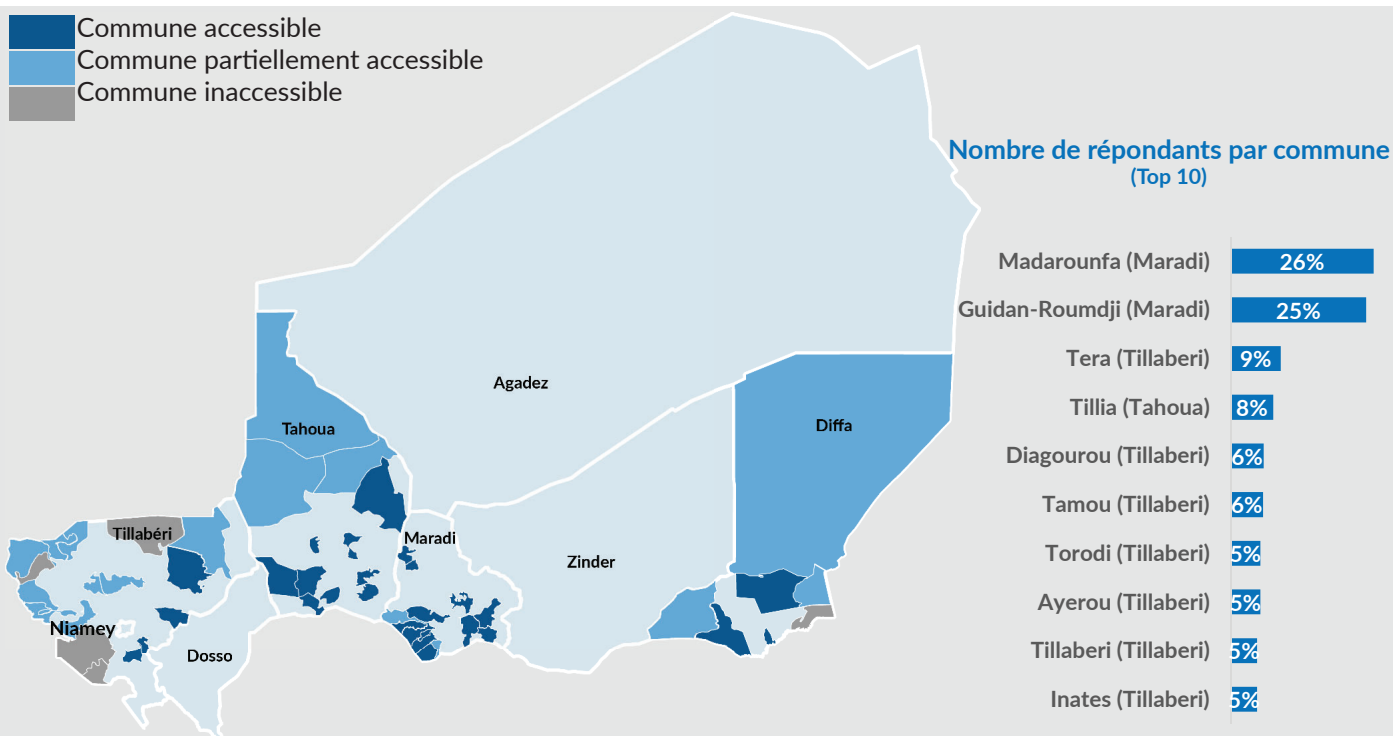 Commune accessible
Commune partiellement accessible
Commune inaccessible
Nombre de répondants par commune
(Top 10)
Agadez
Tahoua
Diffa
Tillabéri
Maradi
Zinder
Niamey
Dosso
Madarounfa (Maradi) 26%
Guidan-Roumdji (Maradi) 25%
Tera (Tillaberi) 9%
Tillia (Tahoua) 8%
Diagourou (Tillaberi) 6%
Tamou (Tillaberi) 6%
Torodi (Tillaberi) 5%
Ayerou (Tillaberi) 5%
Tillaberi (Tillaberi) 5%
Inates (Tillaberi) 5%